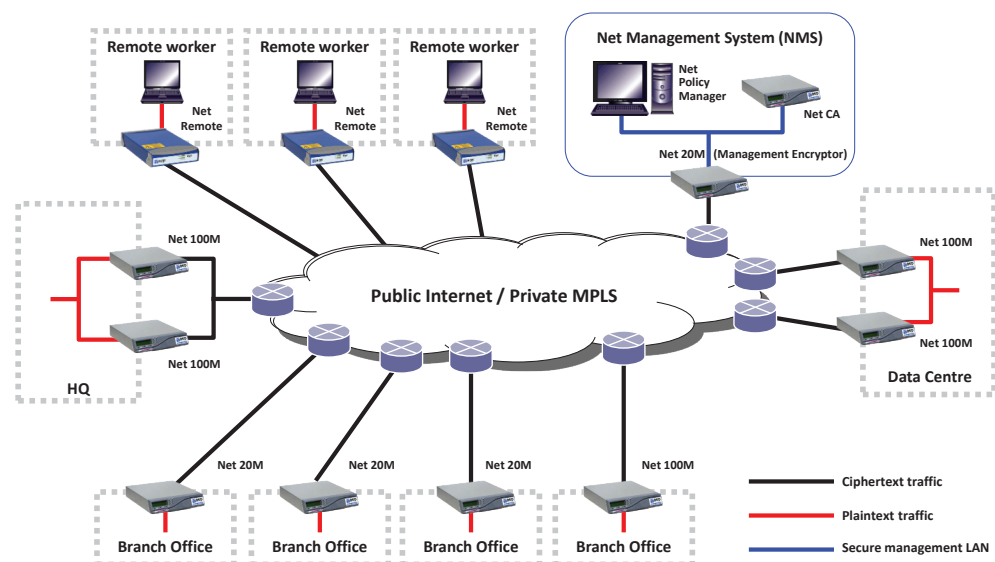 Remote worker
Remote worker
Remote worker
Net
Remote
Net
Remote
Net
Remote
Net Management System (NMS)
Net
Policy
Manager
Net CA
Net 20M (Management Encryptor)
Net 100M
Net 100M
HQ
Public Internet / Private MPLS
Net 100M
Net 100M
Data Centre
Net 20M
Net 20M
Net 20M
Net 100M
Branch Office
Branch Office
Branch Office
Branch Office
Ciphertext traffic
Plaintext traffic
Secure management LAN